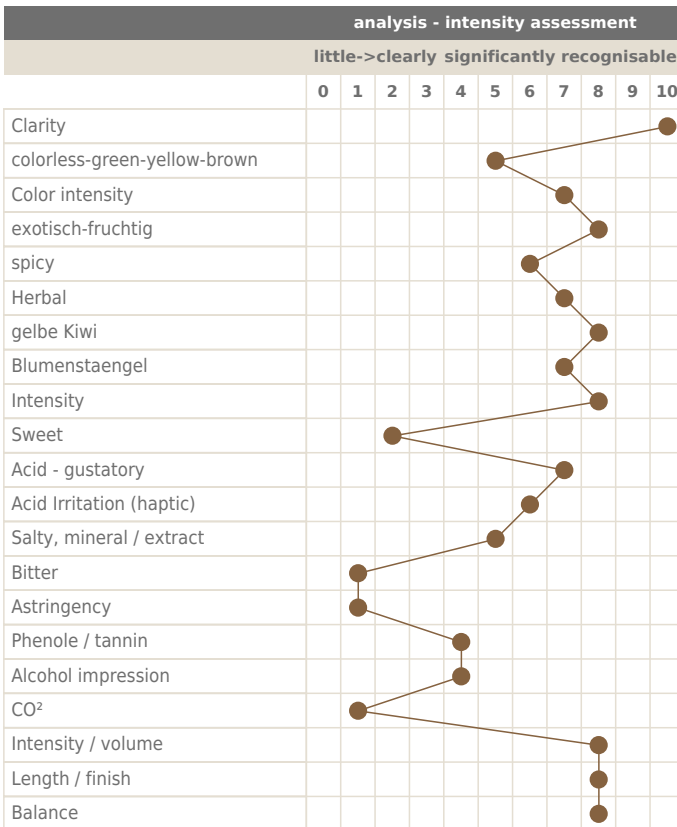 analysis - intensity assessment
little->clearly significantly recognisable
0 1 2 3 4 5 6 7 8 9 10
Clarity
colorless-green-yellow-brown
Color intensity
exotisch-fruchtig
spicy
Herbal
gelbe Kiwi
Blumenstaengel
Intensity
Sweet
Acid - gustatory
Acid Irritation (haptic)
Salty, mineral / extract
Bitter
Astringency
Phenole / tannin
Alcohol impression
CO²
Intensity / volume
Length / finish
Balance